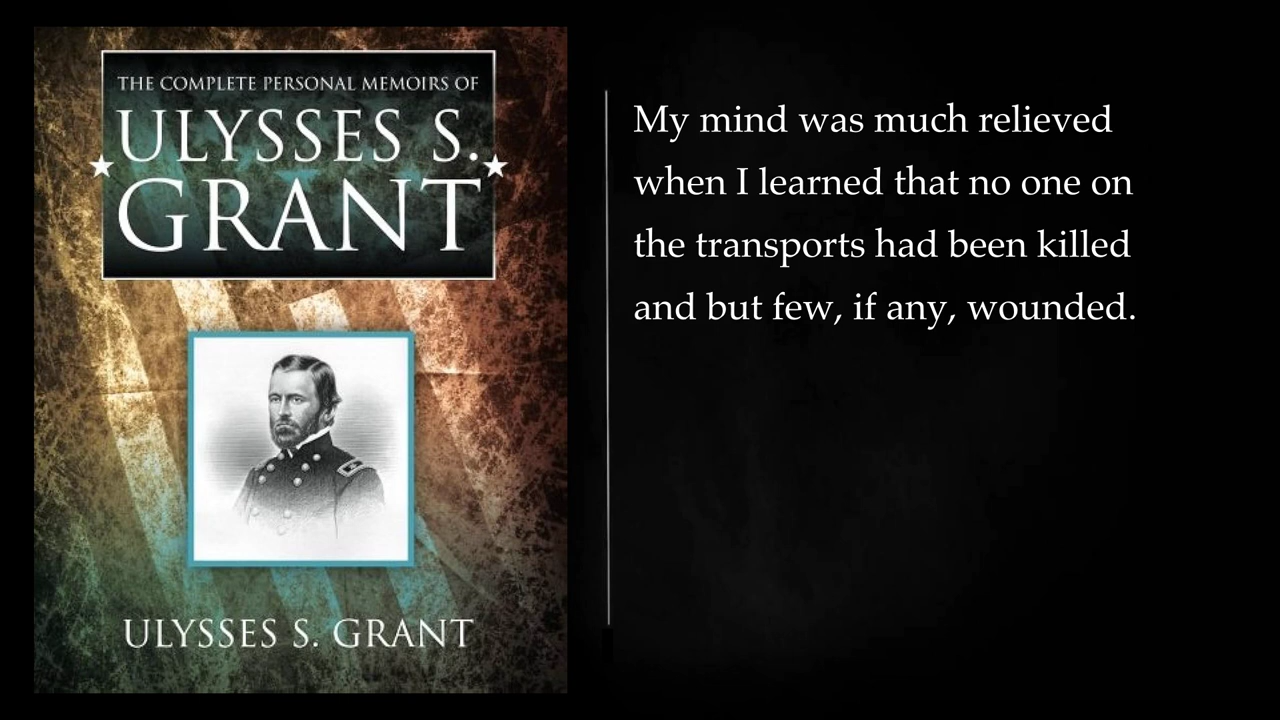 THE COMPLETE PERSONAL MEMOIRS OF
ULYSSES S.
GRANT
ULYSSES S. GRANT
My mind was much relieved
when I learned that no one on
the transports had been killed
and but few, if any, wounded.